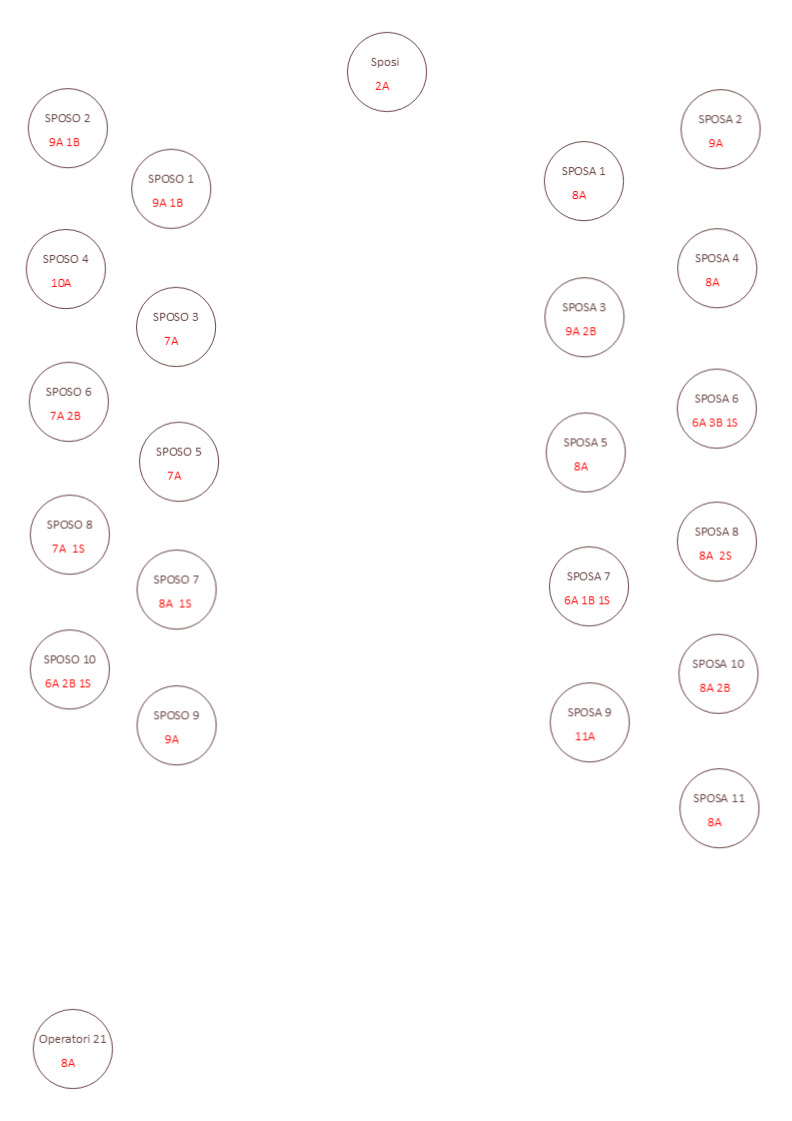 Sposi
2A
SPOSO 2
9A 1B
SPOSA 2
9A
SPOSO 1
9A 1B
SPOSA 1
8A
SPOSO 4
10A
SPOSA 4
8A
SPOSO 3
7A
SPOSA 3
9A 2B
SPOSO 6
7A 2B
SPOSA 6
6A 3B 1S
SPOSO 5
7A
SPOSA 5
8A
SPOSO 8
7A 1S
SPOSA 8
8A 2S
SPOSO 7
8A 1S
SPOSA 7
6A 1B 1S
SPOSO 10
6A 2B 1S
SPOSA 10
8A 2B
SPOSO 9
9A
SPOSA 9
11A
SPOSA 11
8A
Operatori 21
8A